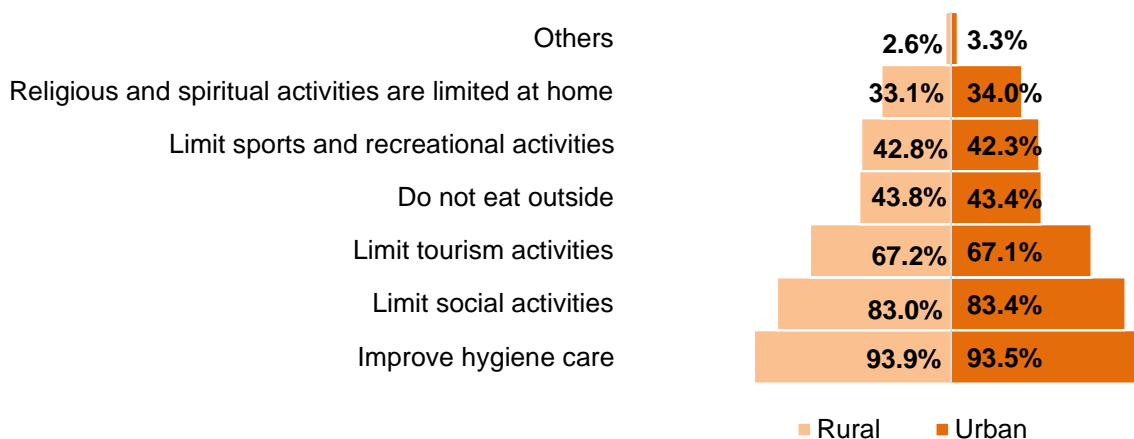 Others 2.6% 3.3%
Religious and spiritual activities are limited at home 33.1% 34.0%
Limit sports and recreational activities 42.8% 42.3%
Do not eat outside 43.8% 43.4%
Limit tourism activities 67.2% 67.1%
Limit social activities 83.0% 83.4%
Improve hygiene care 93.9% 93.5%
Rural Urban